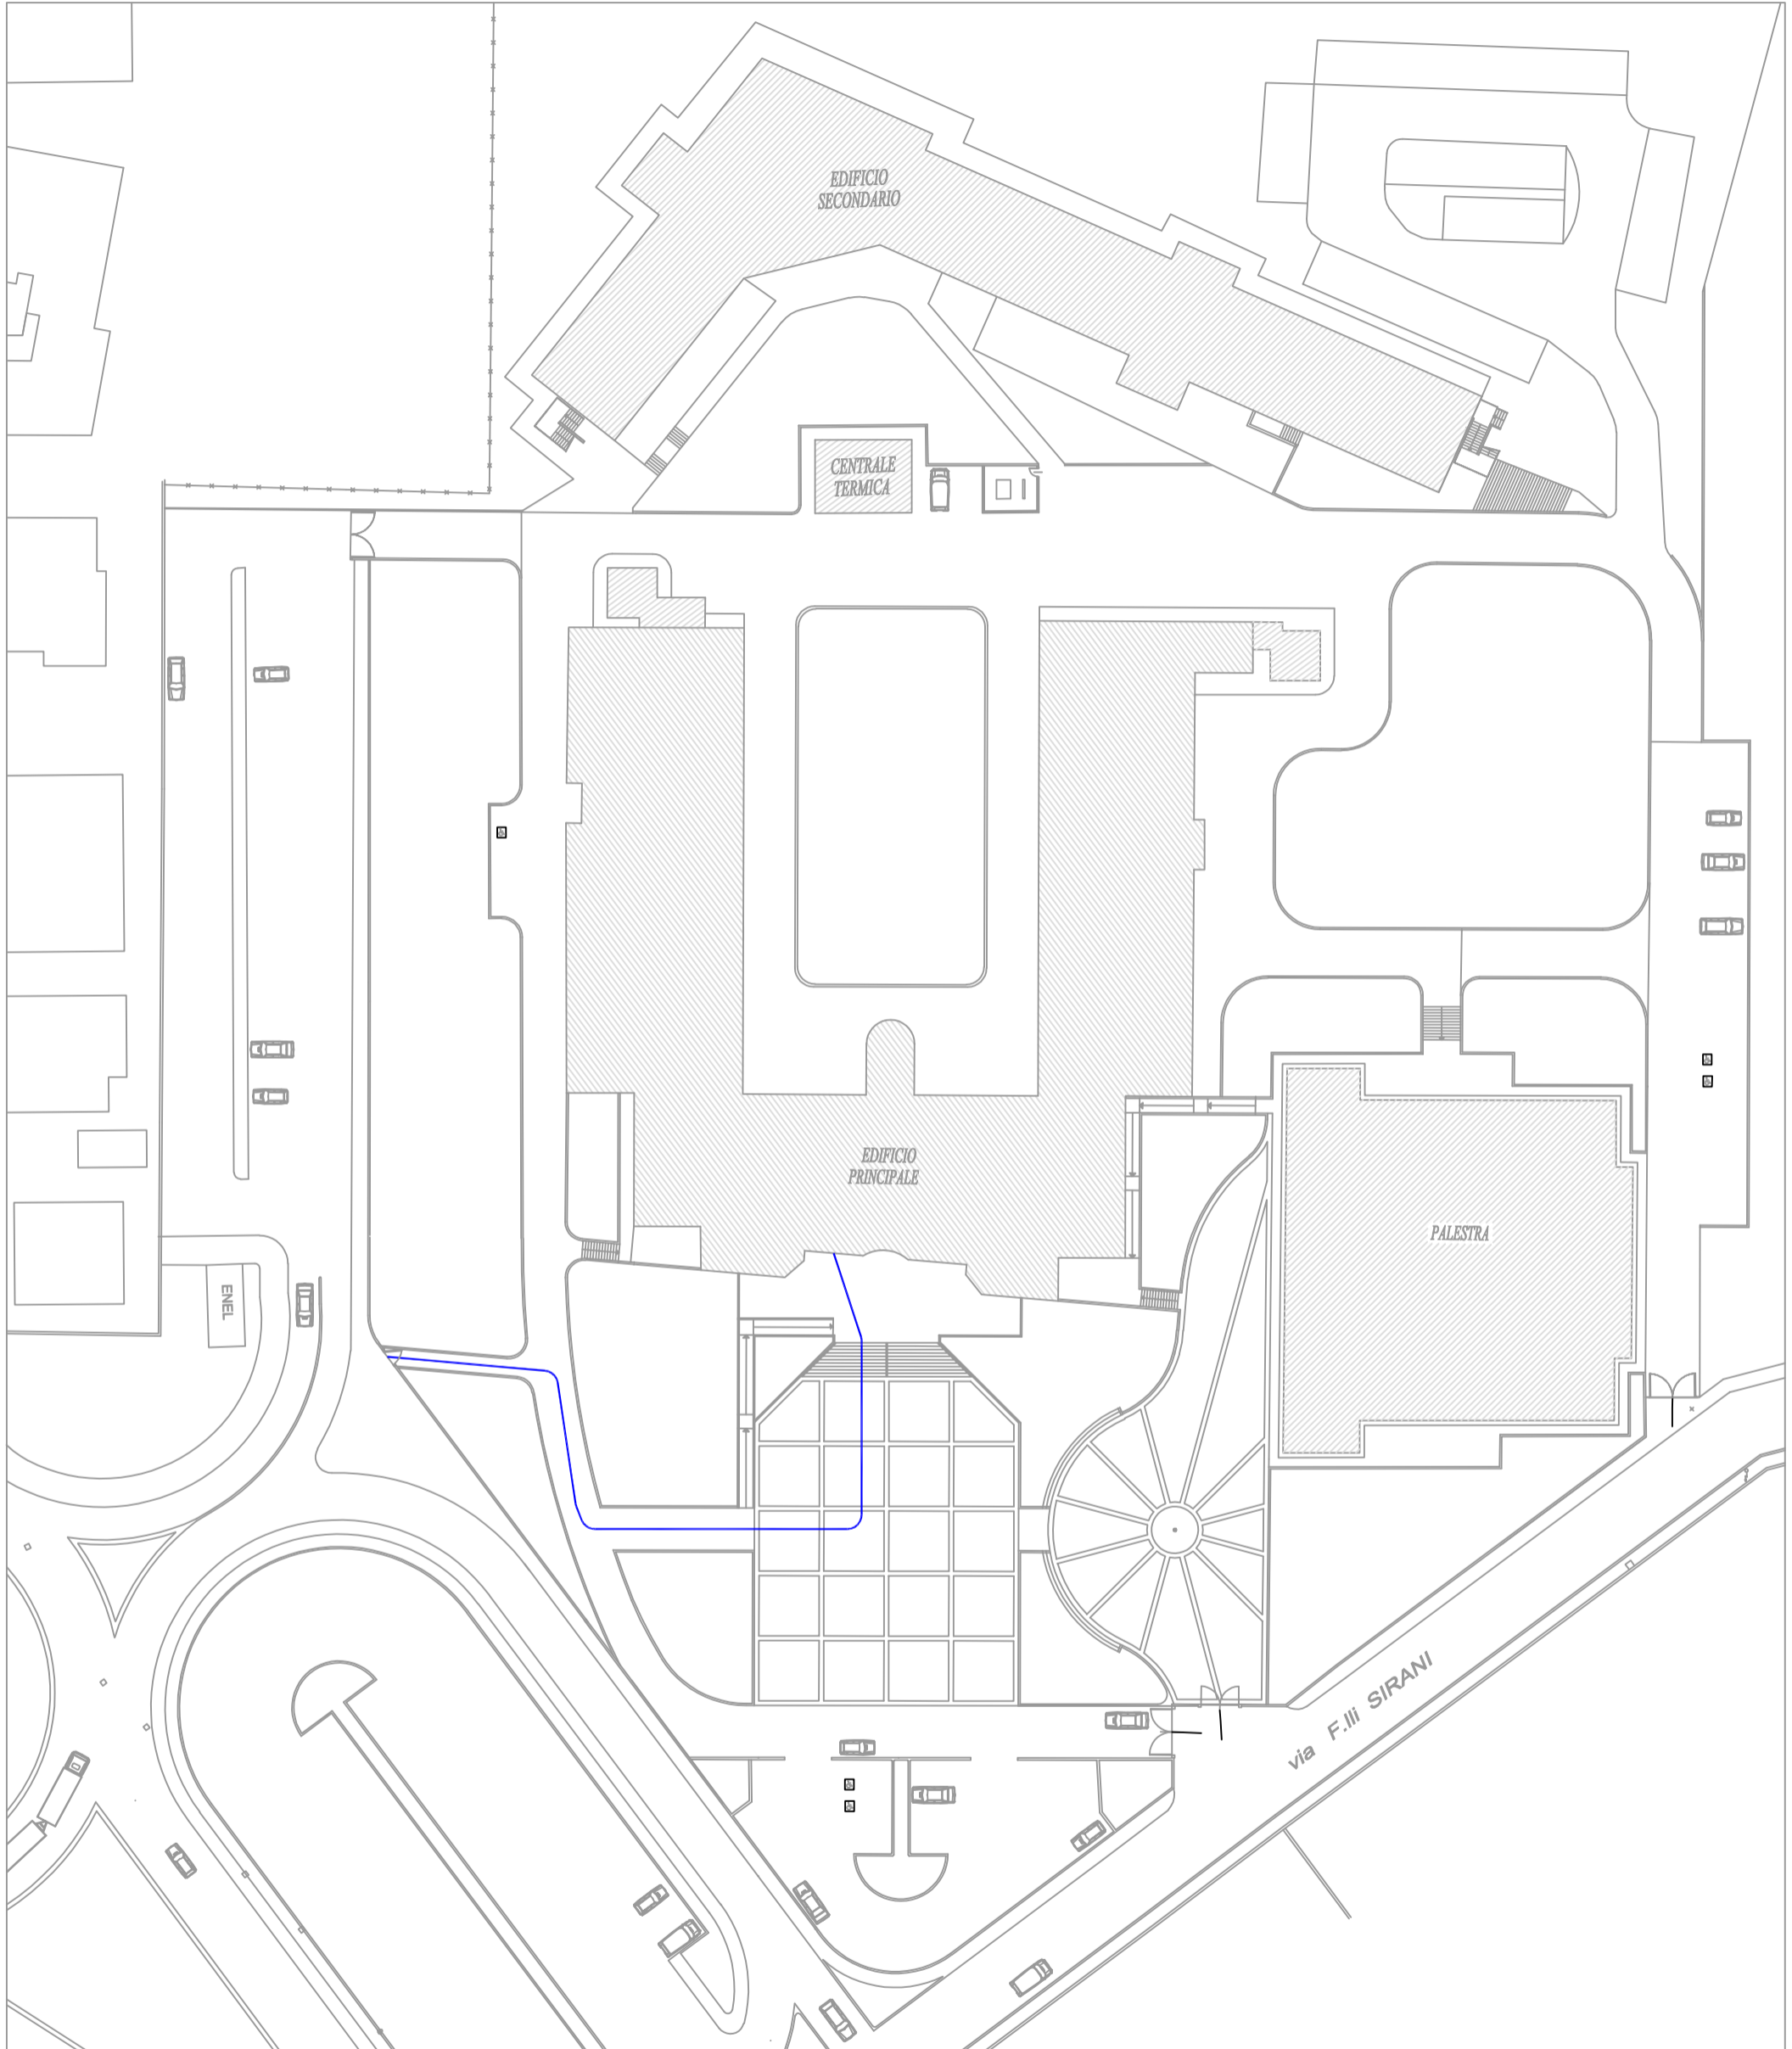 EDIFICIO
SECONDARIO
CENTRALE
TERMICA
EDIFICIO
PRINCIPALE
PALESTRA
ENEL
via F.lli SIRANI